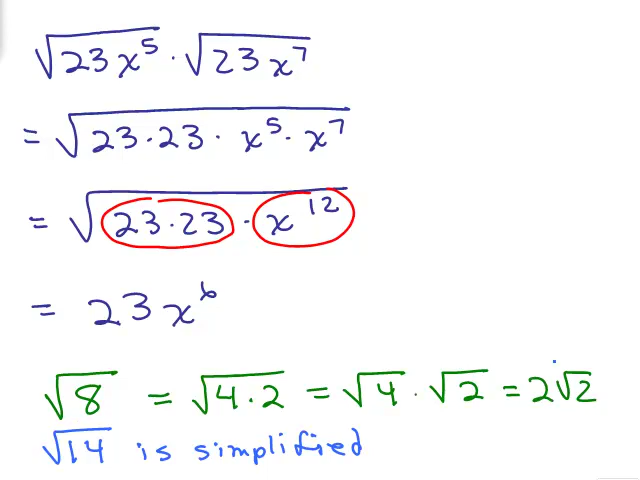 √23x⁵ · √23x⁷
= √23·23 · x⁵ · x⁷
= √23·23 · x¹²
= 23x⁶
√8 = √4·2 = √4 · √2 = 2√2
√14 is simplified